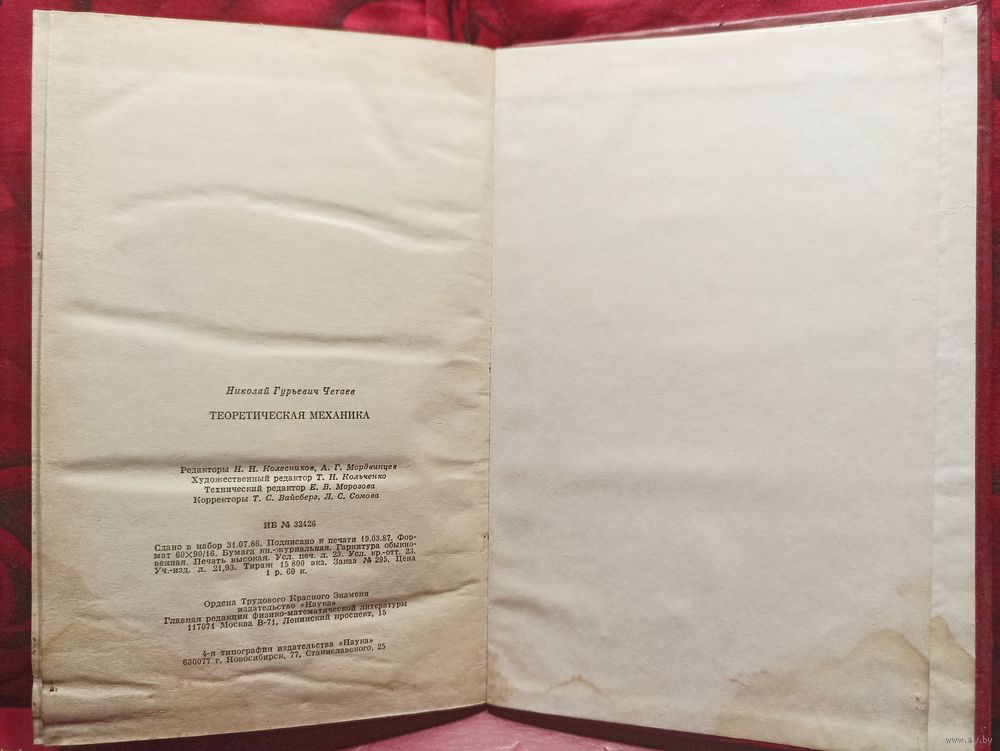 Николай Гурьевич Четаев
ТЕОРЕТИЧЕСКАЯ МЕХАНИКА
Редакторы Н. Н. Колесников, А. Г. Мордвинцев
Художественный редактор Т. Н. Кольченко
Технический редактор Е. В. Морозова
Корректоры Т. С. Вайсберг, Л. С. Сомова
ИБ № 32426
Сдано в набор 31.07.86. Подписано к печати 19.03.87. Фор-
мат 60×90/16. Бумага кн.-журнальная. Гарнитура обыкно-
венная. Печать высокая. Усл. печ. л. 23. Усл. кр.-отт. 23.
Уч.-изд. л. 21,93. Тираж 15 800 экз. Заказ № 295. Цена
1 р. 60 к.
Ордена Трудового Красного Знамени
издательство «Наука»
Главная редакция физико-математической литературы
117071 Москва В-71, Ленинский проспект, 15
4-я типография издательства «Наука»
630077 г. Новосибирск, 77, Станиславского, 25
www.ay.by